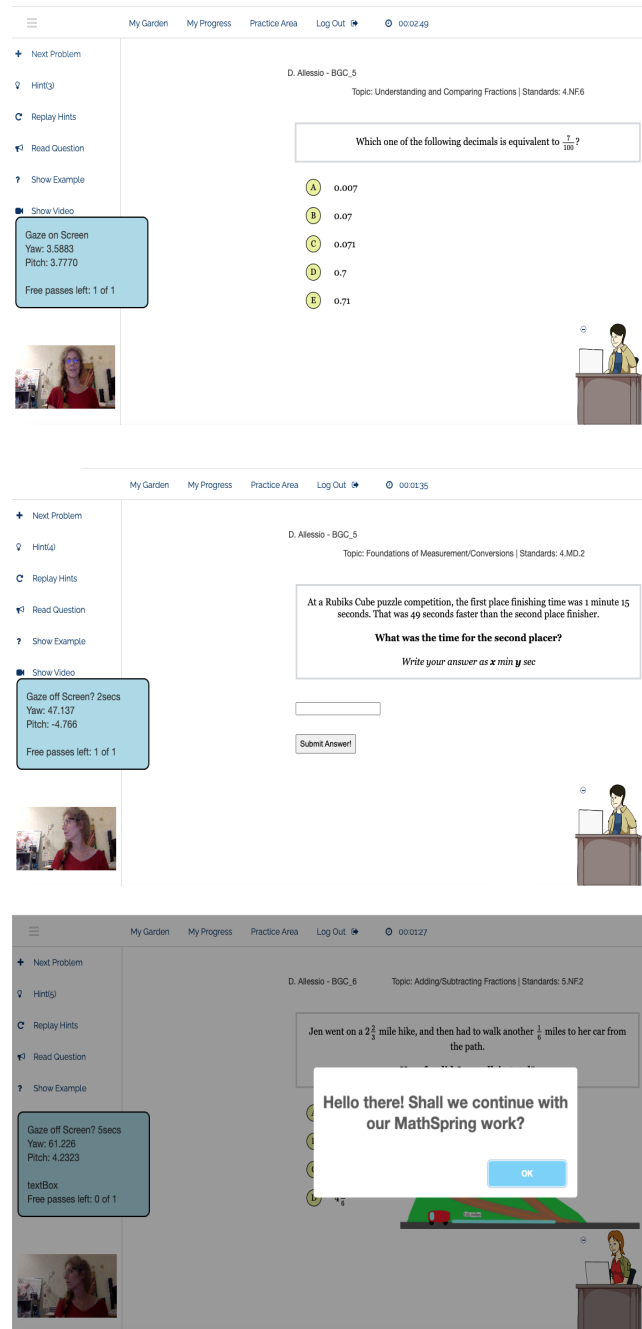 My Garden My Progress Practice Area Log Out 00:02:49
+ Next Problem
Hint(3)
Replay Hints
Read Question
? Show Example
Show Video
D. Allessio - BGC_5
Topic: Understanding and Comparing Fractions | Standards: 4.NF.6
Which one of the following decimals is equivalent to 7/100?
A 0.007
B 0.07
C 0.071
D 0.7
E 0.71
Gaze on Screen
Yaw: 3.5883
Pitch: 3.7770
Free passes left: 1 of 1
My Garden My Progress Practice Area Log Out 00:01:35
+ Next Problem
Hint(4)
Replay Hints
Read Question
? Show Example
Show Video
D. Allessio - BGC_5
Topic: Foundations of Measurement/Conversions | Standards: 4.MD.2
At a Rubiks Cube puzzle competition, the first place finishing time was 1 minute 15
seconds. That was 49 seconds faster than the second place finisher.
What was the time for the second placer?
Write your answer as x min y sec
Submit Answer!
Gaze off Screen? 2secs
Yaw: 47.137
Pitch: -4.766
Free passes left: 1 of 1
My Garden My Progress Practice Area Log Out 00:01:27
+ Next Problem
Hint(5)
Replay Hints
Read Question
? Show Example
D. Allessio - BGC_6 Topic: Adding/Subtracting Fractions | Standards: 5.NF.2
Jen went on a 2 2/3 mile hike, and then had to walk another 1/6 miles to her car from
the path.
Hello there! Shall we continue with
our MathSpring work?
OK
Gaze off Screen? 5secs
Yaw: 61.226
Pitch: 4.2323
textBox
Free passes left: 0 of 1